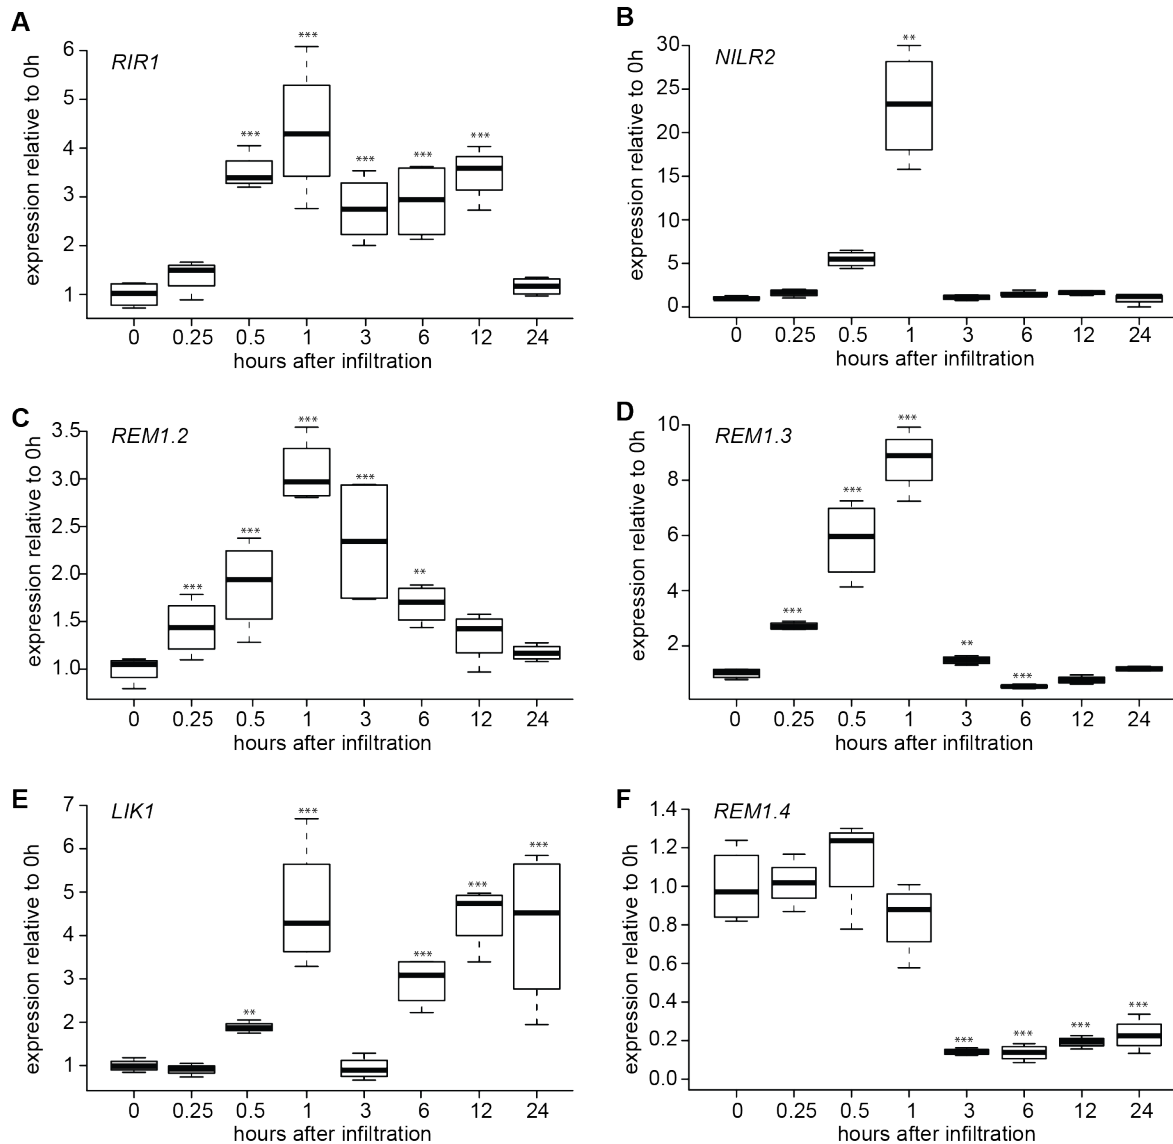 A
RIR1
expression relative to 0h
6
5
4
3
2
1
***
***
***
***
***
0 0.25 0.5 1 3 6 12 24
hours after infiltration
B
NILR2
expression relative to 0h
30
25
20
15
10
5
0
**
0 0.25 0.5 1 3 6 12 24
hours after infiltration
C
REM1.2
expression relative to 0h
3.5
3.0
2.5
2.0
1.5
1.0
***
***
***
***
**
0 0.25 0.5 1 3 6 12 24
hours after infiltration
D
REM1.3
expression relative to 0h
10
8
6
4
2
***
***
***
**
***
0 0.25 0.5 1 3 6 12 24
hours after infiltration
E
LIK1
expression relative to 0h
7
6
5
4
3
2
1
**
***
***
***
***
0 0.25 0.5 1 3 6 12 24
hours after infiltration
F
REM1.4
expression relative to 0h
1.4
1.2
1.0
0.8
0.6
0.4
0.2
0.0
***
***
***
***
0 0.25 0.5 1 3 6 12 24
hours after infiltration